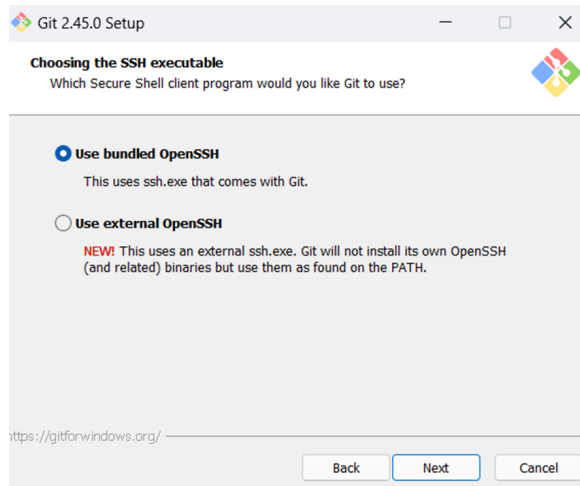 Git 2.45.0 Setup
Choosing the SSH executable
Which Secure Shell client program would you like Git to use?
Use bundled OpenSSH
This uses ssh.exe that comes with Git.
Use external OpenSSH
NEW! This uses an external ssh.exe. Git will not install its own OpenSSH
(and related) binaries but use them as found on the PATH.
https://gitforwindows.org/
Back Next Cancel